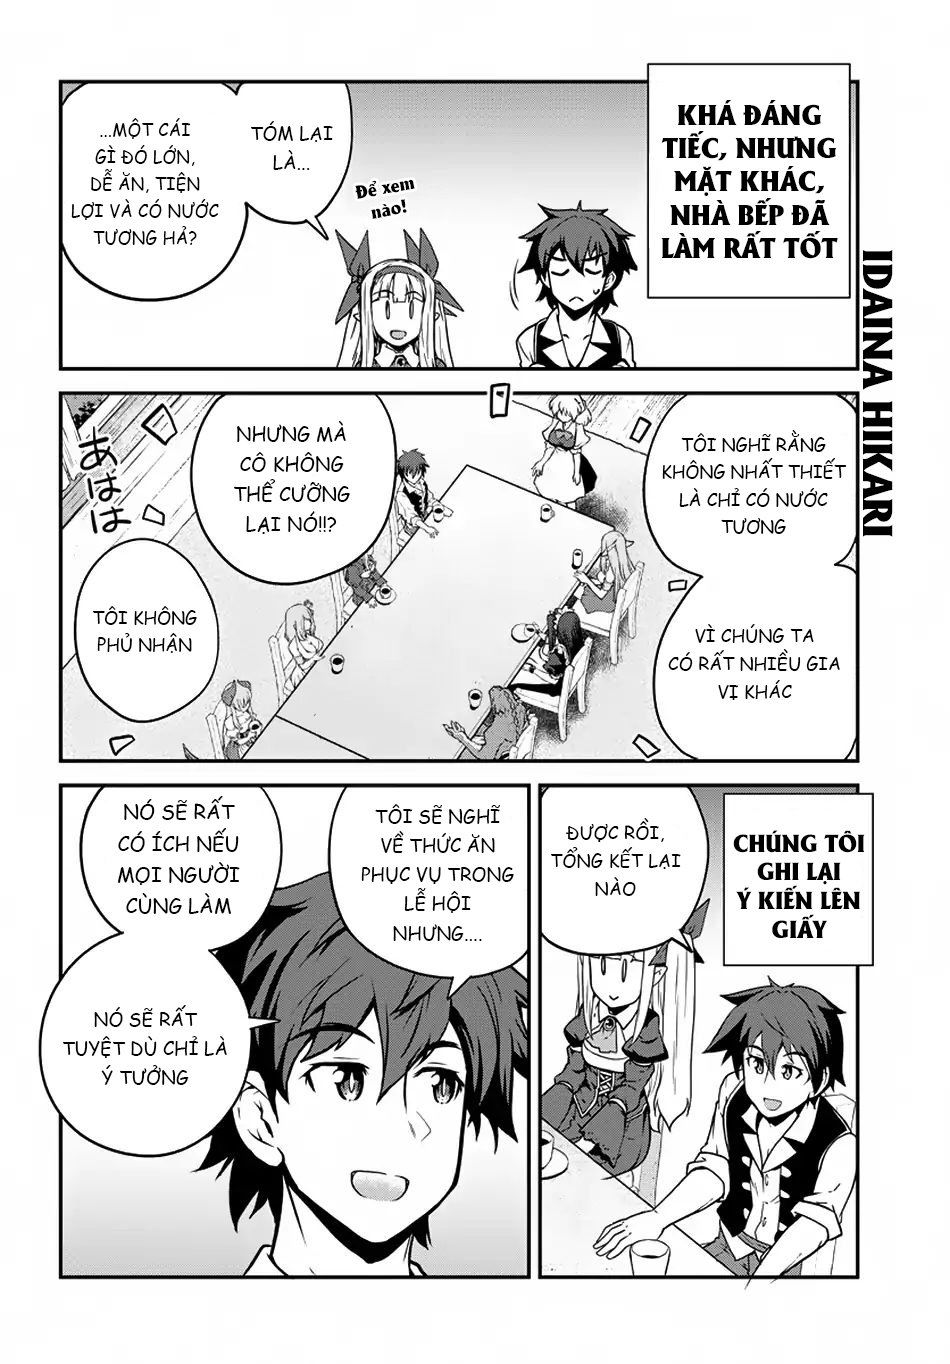 KHÁ ĐÁNG
TIẾC, NHƯNG
MẶT KHÁC,
NHÀ BẾP ĐÃ
LÀM RẤT TỐT
TÓM LẠI
LÀ...
...MỘT CÁI
GÌ ĐÓ LỚN,
DỄ ĂN, TIỆN
LỢI VÀ CÓ NƯỚC
TƯƠNG HẢ?
Để xem
nào!
IDAINA HIKARI
TÔI NGHĨ RẰNG
KHÔNG NHẤT THIẾT
LÀ CHỈ CÓ NƯỚC
TƯƠNG
VÌ CHÚNG TA
CÓ RẤT NHIỀU GIA
VỊ KHÁC
NHƯNG MÀ
CÔ KHÔNG
THỂ CƯỠNG
LẠI NÓ!!?
あはは
TÔI KHÔNG
PHỦ NHẬN
CHÚNG TÔI
GHI LẠI
Ý KIẾN LÊN
GIẤY
ĐƯỢC RỒI,
TỔNG KẾT LẠI
NÀO
TÔI SẼ NGHĨ
VỀ THỨC ĂN
PHỤC VỤ TRONG
LỄ HỘI
NHƯNG....
NÓ SẼ RẤT
CÓ ÍCH NẾU
MỌI NGƯỜI
CÙNG LÀM
NÓ SẼ RẤT
TUYỆT DÙ CHỈ LÀ
Ý TƯỞNG